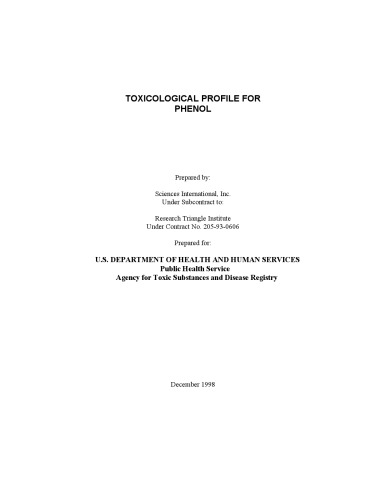 TOXICOLOGICAL PROFILE FOR
PHENOL
Prepared by:
Sciences International, Inc.
Under Subcontract to:
Research Triangle Institute
Under Contract No. 205-93-0606
Prepared for:
U.S. DEPARTMENT OF HEALTH AND HUMAN SERVICES
Public Health Service
Agency for Toxic Substances and Disease Registry
December 1998